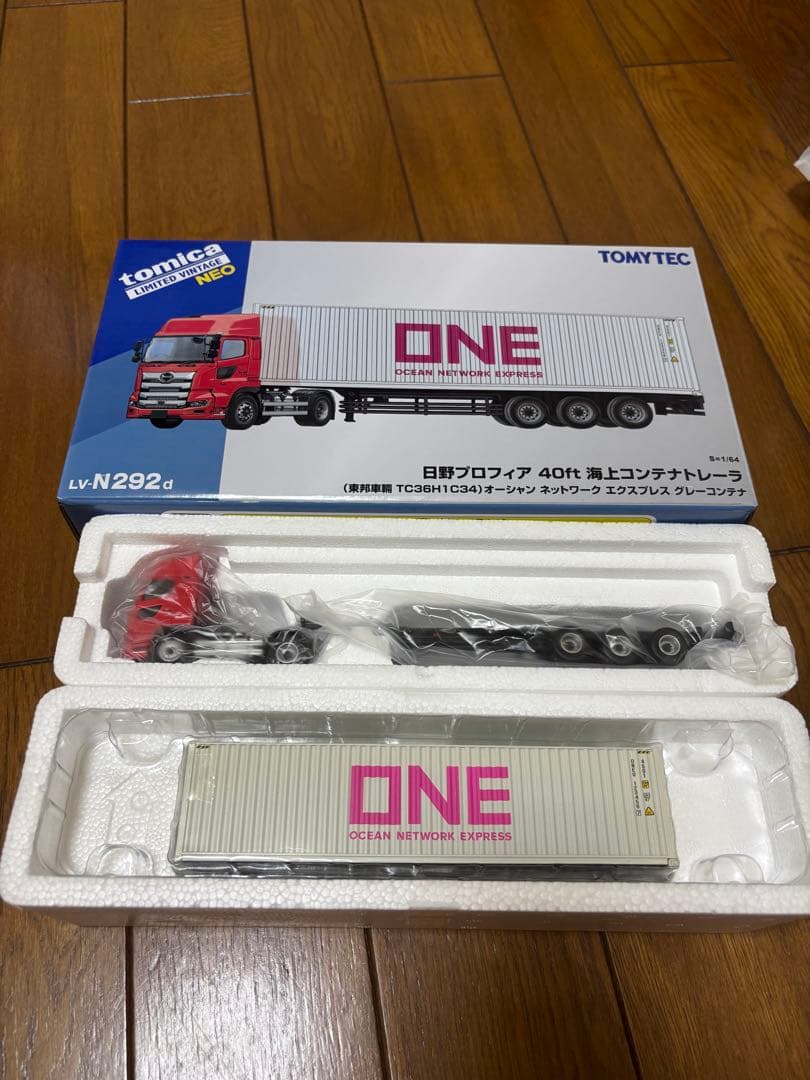 tomica
LIMITED VINTAGE
NEO
TOMYTEC
ONE
OCEAN NETWORK EXPRESS
S=1/64
LV-N292d
日野プロフィア 40ft 海上コンテナトレーラ
(東邦車輛 TC36H1C34)オーシャン ネットワーク エクスプレス グレーコンテナ
ONE
OCEAN NETWORK EXPRESS